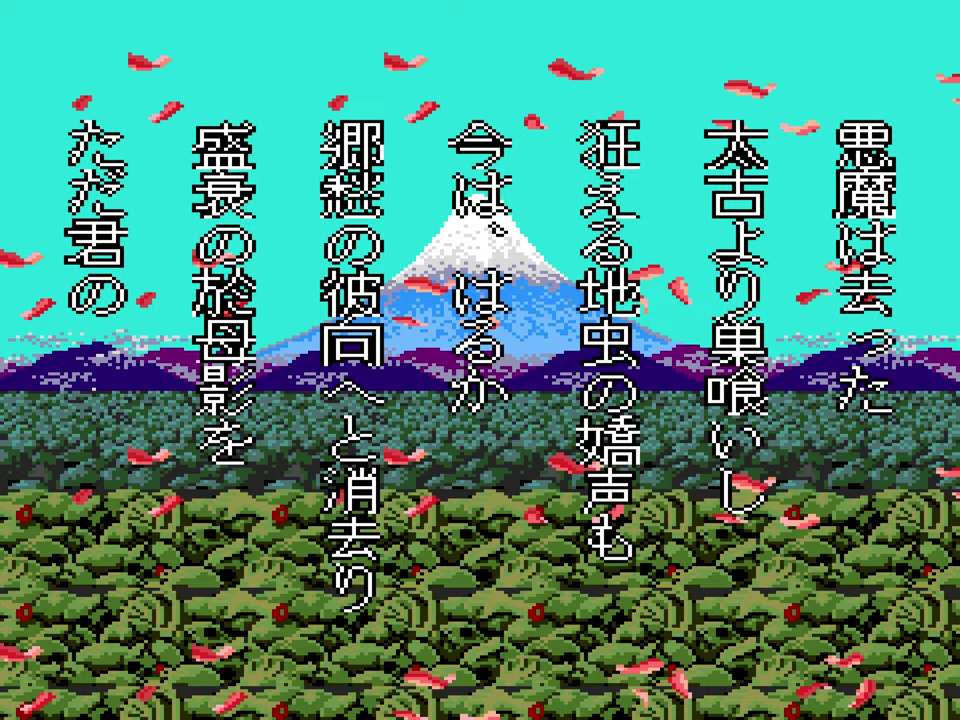 悪魔は去った
太古より巣喰いし
狂える地虫の嬌声も
今は、はるか
郷愁の彼向へと消去り
盛衰の於母影を
ただ君の